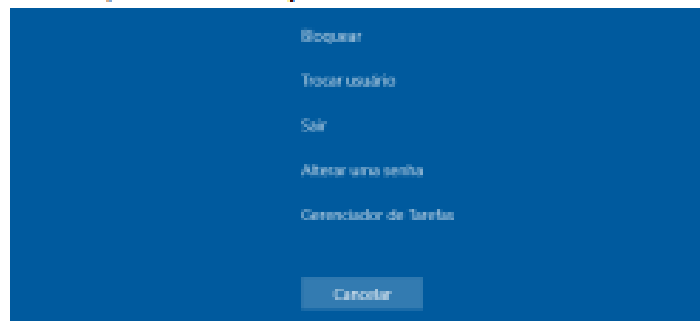 Bloquear
Trocar usuário
Sair
Alterar uma senha
Gerenciador de Tarefas
Cancelar